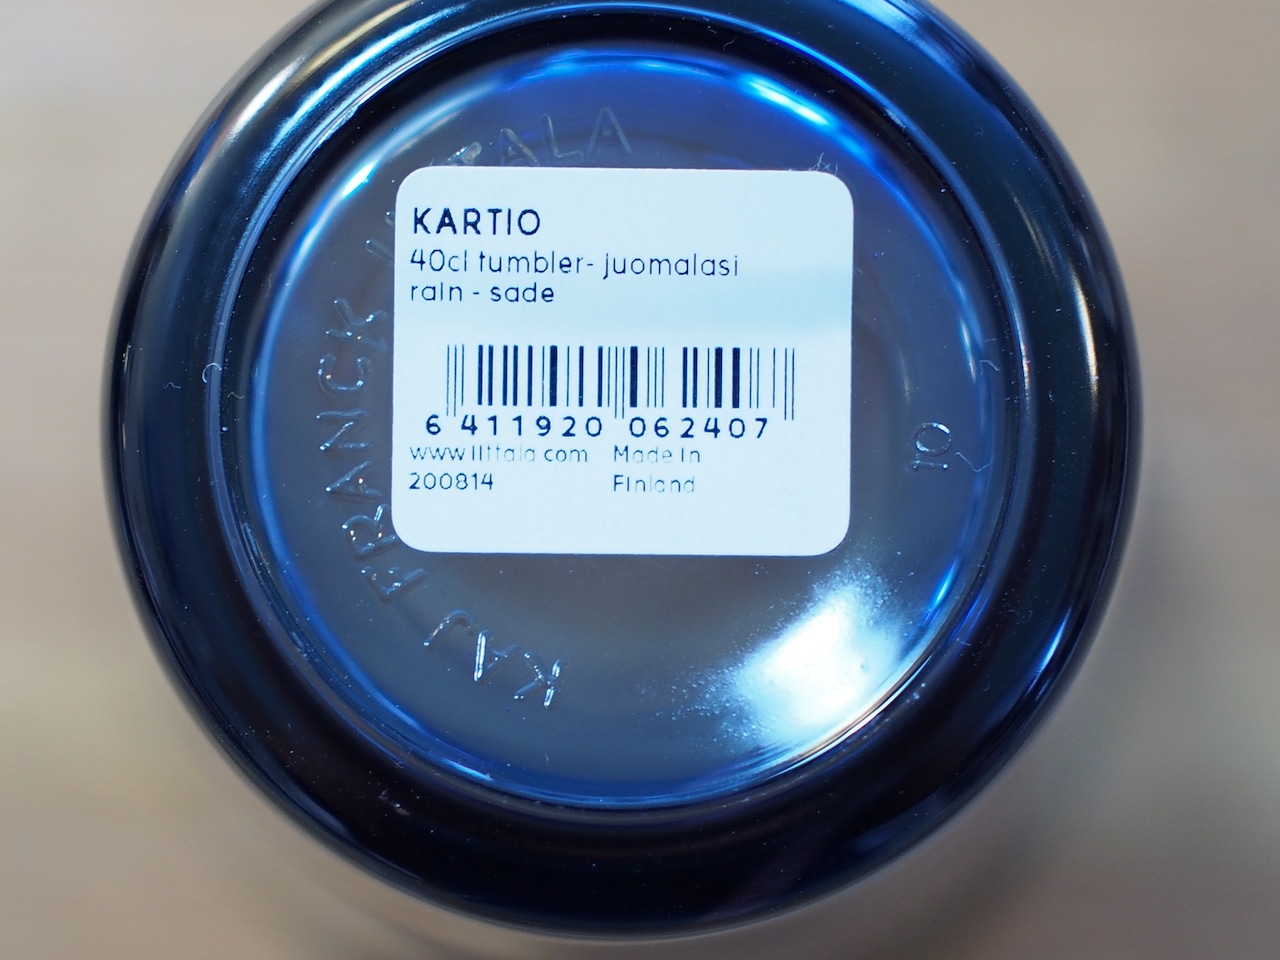 KARTIO
40cl tumbler- juomalasi
rain - sade
6 411920 062407
www.iittala.com Made in
200814 Finland
KAJ FRANCK
10